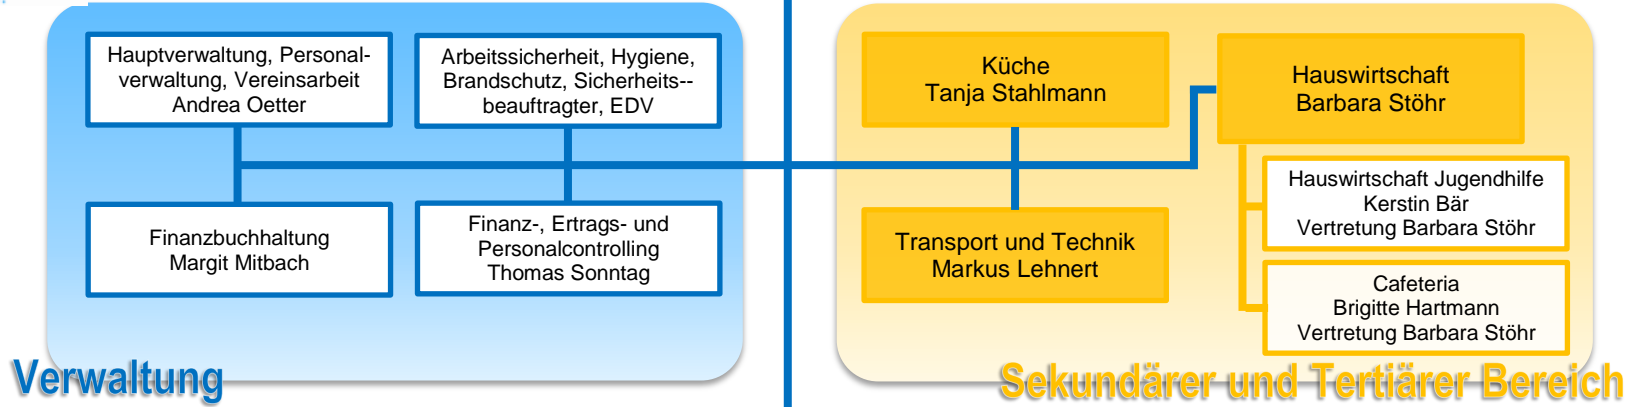 Hauptverwaltung, Personal-
verwaltung, Vereinsarbeit
Andrea Oetter
Arbeitssicherheit, Hygiene,
Brandschutz, Sicherheits--
beauftragter, EDV
Finanzbuchhaltung
Margit Mitbach
Finanz-, Ertrags- und
Personalcontrolling
Thomas Sonntag
Verwaltung
Küche
Tanja Stahlmann
Hauswirtschaft
Barbara Stöhr
Transport und Technik
Markus Lehnert
Hauswirtschaft Jugendhilfe
Kerstin Bär
Vertretung Barbara Stöhr
Cafeteria
Brigitte Hartmann
Vertretung Barbara Stöhr
Sekundärer und Tertiärer Bereich